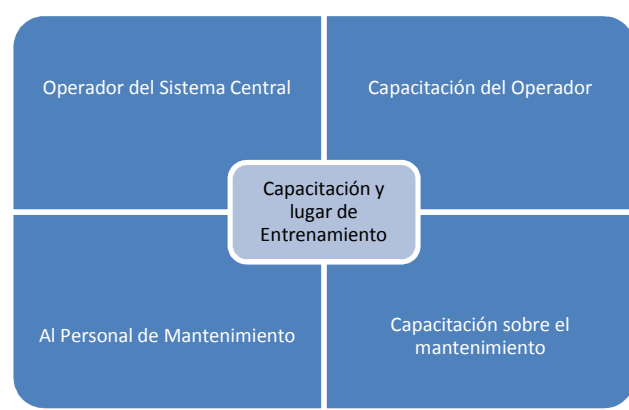 Operador del Sistema Central
Capacitación del Operador
Capacitación y
lugar de
Entrenamiento
Al Personal de Mantenimiento
Capacitación sobre el
mantenimiento